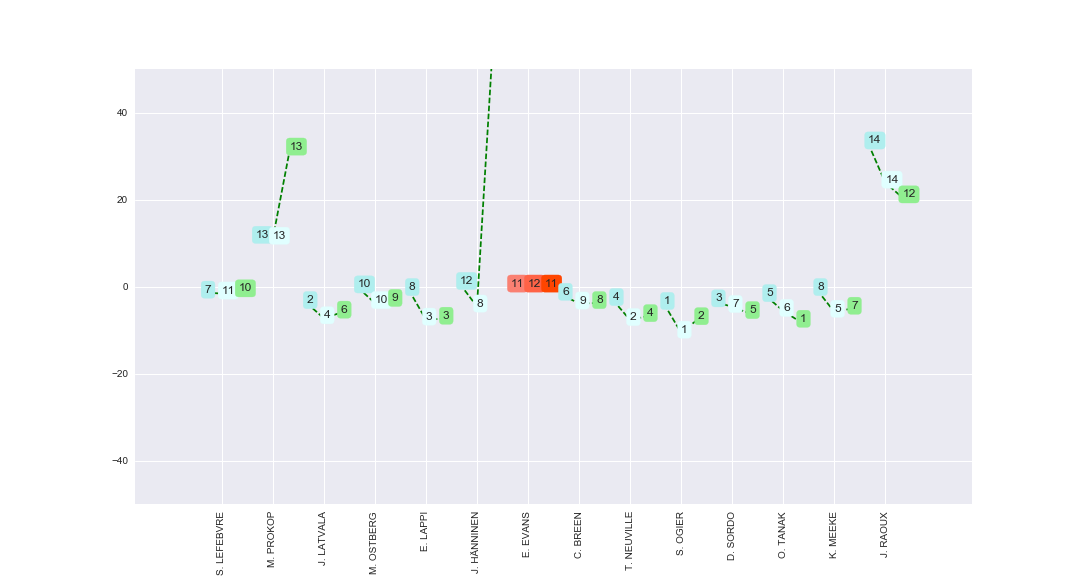 40
20
0
−20
−40
7 11 10
13 13 13
2 4 6
10 10 9
8 3 3
12 8
11 12 11
6 9 8
4 2 4
1 1 2
3 7 5
5 6 1
8 5 7
14 14 12
S. LEFEBVRE
M. PROKOP
J. LATVALA
M. OSTBERG
E. LAPPI
J. HANNINEN
E. EVANS
C. BREEN
T. NEUVILLE
S. OGIER
D. SORDO
O. TANAK
K. MEEKE
J. RAOUX